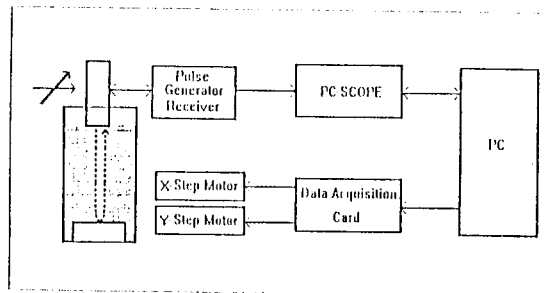 Pulse
Generator
Receiver
PC-SCOPE
PC
X-Step Motor
Y-Step Motor
Data Acquisition
Card